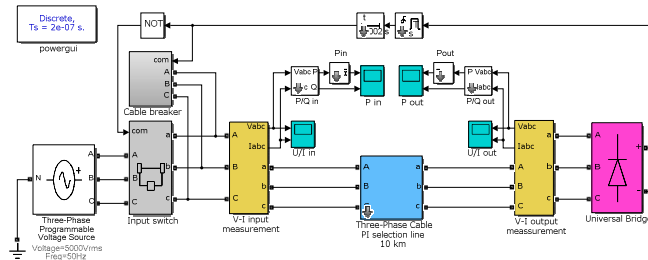 Discrete,
Ts = 2e-07 s.
powergui
NOT
t
.002 s
s
com
A
B
C
Cable breaker
Pin
Pout
Vabc P
c Q
P/Q in
P in
P out
P Vabc
Iabc
P/Q out
com
A
B
C
a
b
c
Input switch
N
A
B
C
Three-Phase
Programmable
Voltage Source
Voltage=5000Vrms
Freq=50Hz
Vabc
Iabc
A
B
C
a
b
c
V-I input
measurement
U/I in
A
B
C
a
b
c
Three-Phase Cable
PI selection line
10 km
U/I out
Vabc
Iabc
A
B
C
a
b
c
V-I output
meassurement
A
B
C
+
-
Universal Bridg